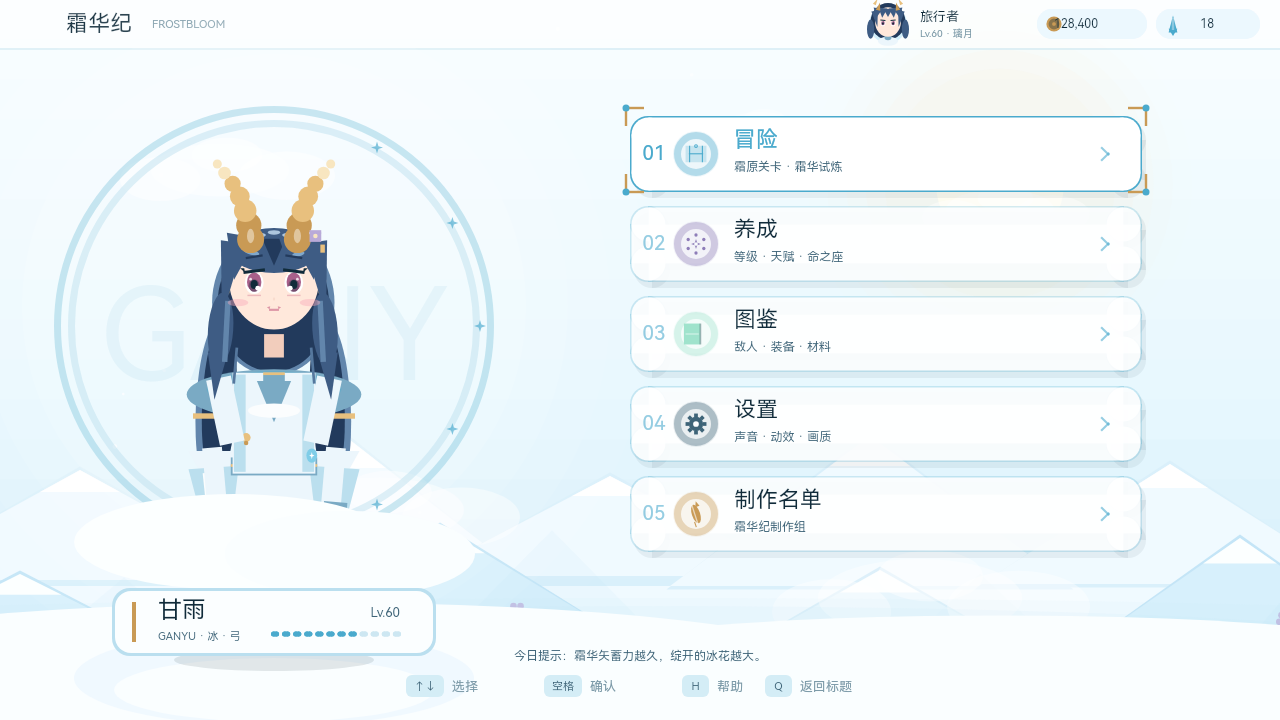 霜华纪 FROSTBLOOM
旅行者
Lv.60 · 璃月
128,400
18
GANYU
01 冒险
霜原关卡 · 霜华试炼
02 养成
等级 · 天赋 · 命之座
03 图鉴
敌人 · 装备 · 材料
04 设置
声音 · 动效 · 画质
05 制作名单
霜华纪制作组
甘雨 Lv.60
GANYU · 冰 · 弓
今日提示：霜华矢蓄力越久，绽开的冰花越大。
↑↓ 选择 空格 确认 H 帮助 Q 返回标题